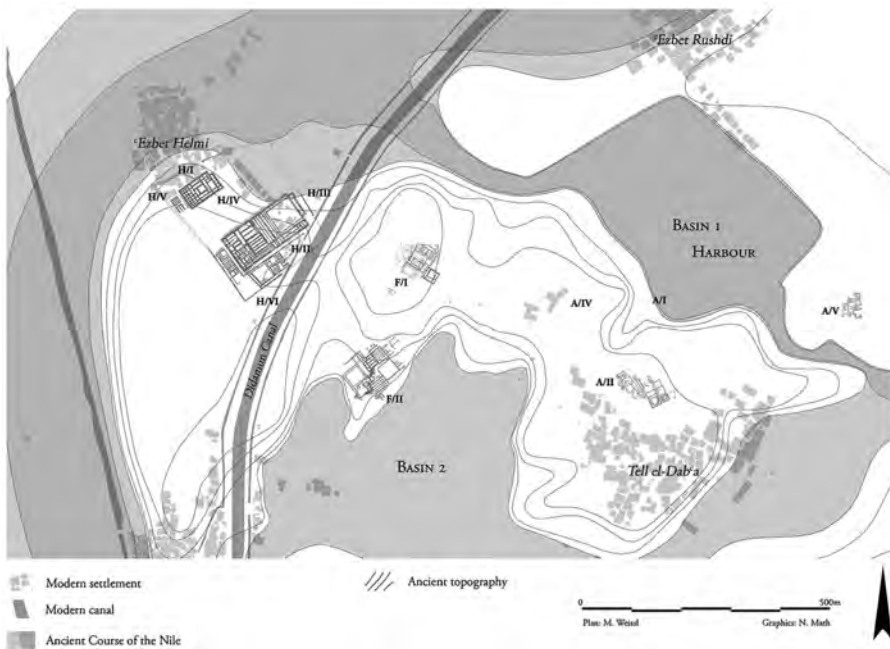 ʿEzbet Rushdi
ʿEzbet Helmi
H/I
H/V
H/IV
H/III
H/II
H/VI
Didamun Canal
F/I
F/II
Basin 1
Harbour
A/IV
A/I
A/V
A/II
Basin 2
Tell el-Dabʿa
Modern settlement
Modern canal
Ancient Course of the Nile
Ancient topography
0
500m
Plan: M. Weissl
Graphics: N. Math